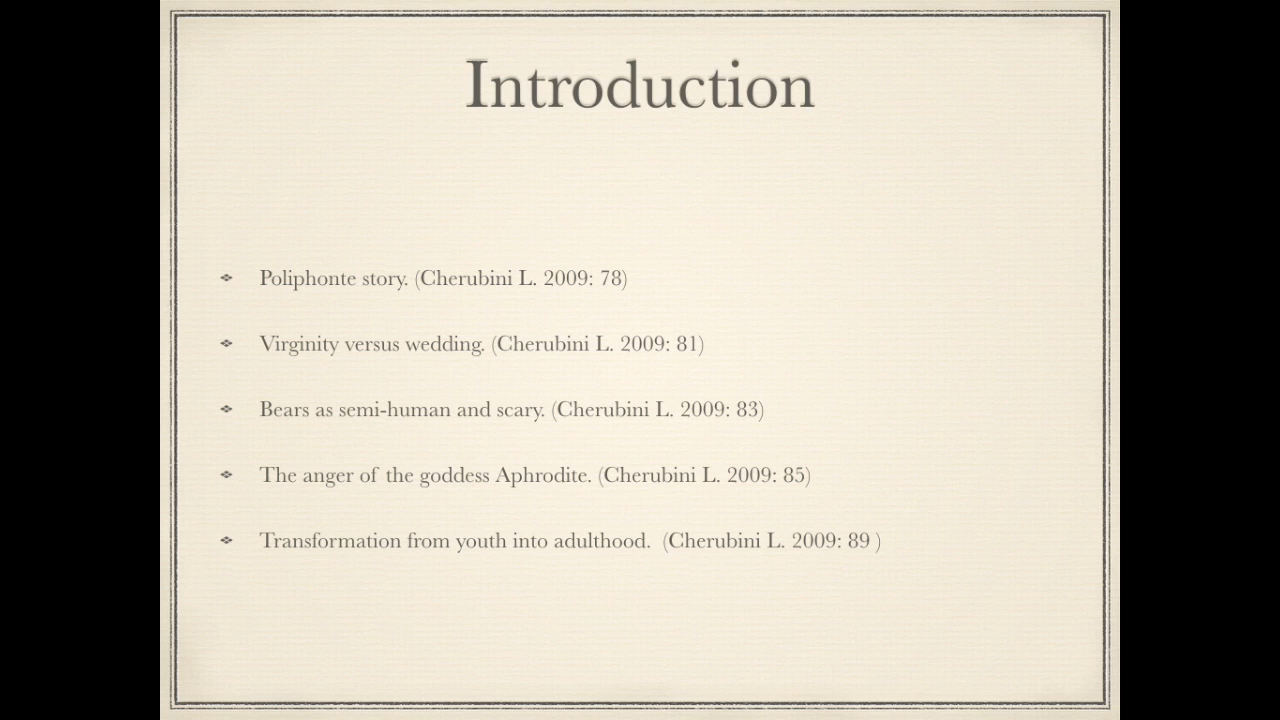 Introduction
Poliphonte story. (Cherubini L. 2009: 78)
Virginity versus wedding. (Cherubini L. 2009: 81)
Bears as semi-human and scary. (Cherubini L. 2009: 83)
The anger of the goddess Aphrodite. (Cherubini L. 2009: 85)
Transformation from youth into adulthood.  (Cherubini L. 2009: 89 )